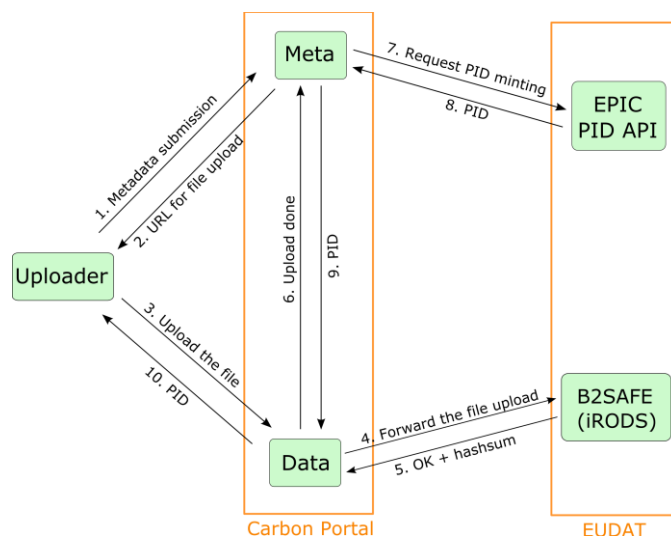 Meta
7. Request PID minting
8. PID
EPIC
PID API
1. Metadata submission
2. URL for file upload
Uploader
6. Upload done
9. PID
3. Upload the file
10. PID
4. Forward the file upload
5. OK + hashsum
B2SAFE
(iRODS)
Data
Carbon Portal
EUDAT